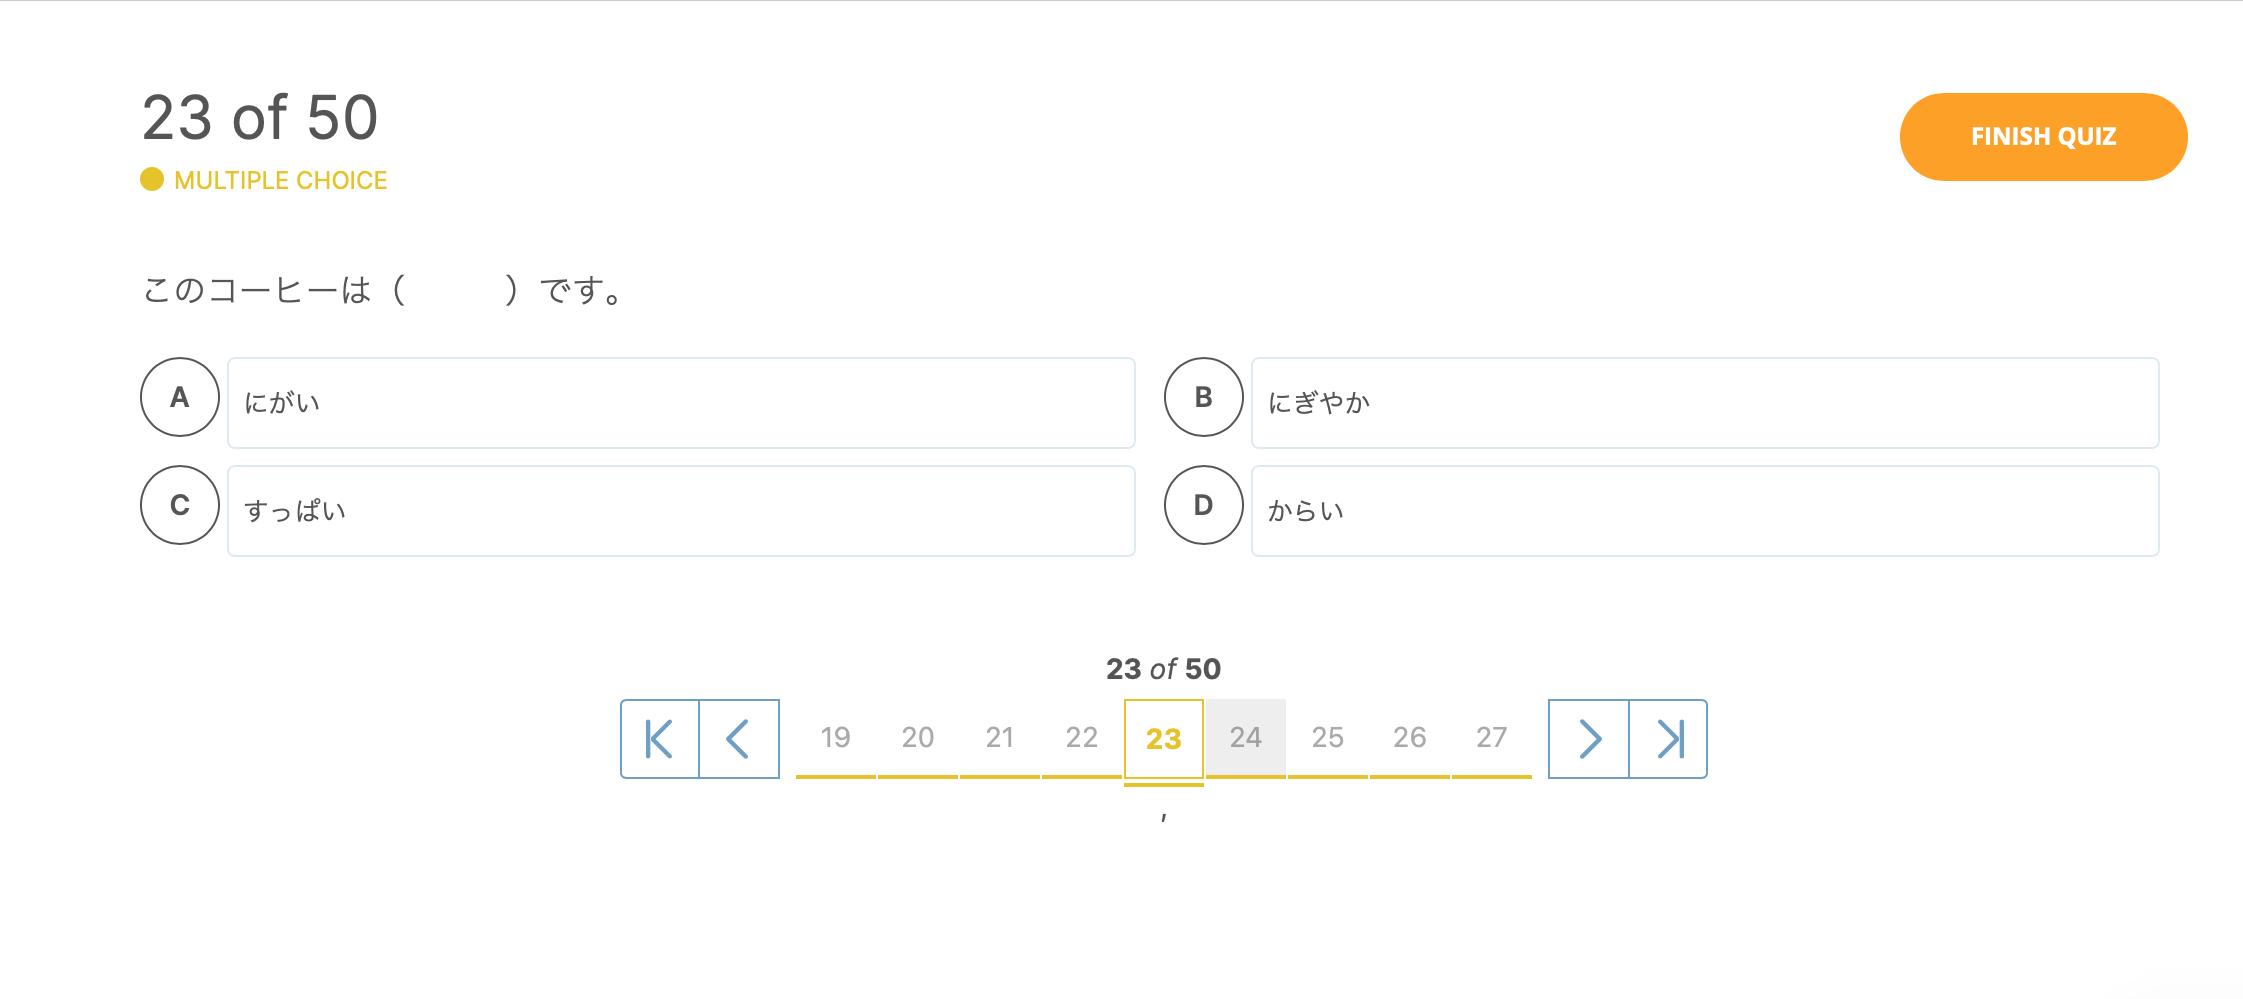 23 of 50
FINISH QUIZ
MULTIPLE CHOICE
このコーヒーは（　　　）です。
A にがい
B にぎやか
C すっぱい
D からい
23 of 50
19 20 21 22 23 24 25 26 27
,